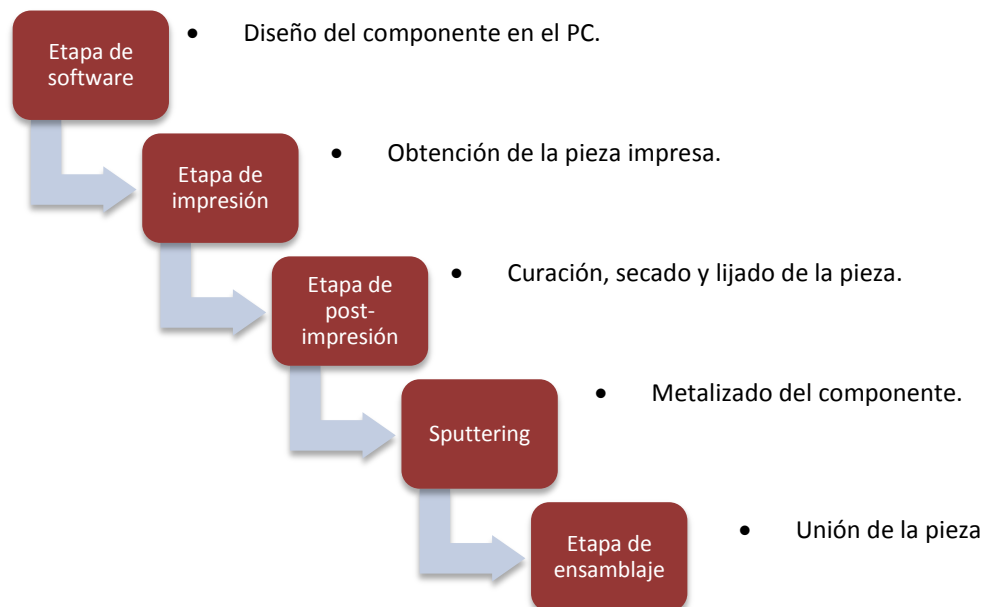 Etapa de
software
• Diseño del componente en el PC.
Etapa de
impresión
• Obtención de la pieza impresa.
Etapa de
post-
impresión
• Curación, secado y lijado de la pieza.
Sputtering
• Metalizado del componente.
Etapa de
ensamblaje
• Unión de la pieza